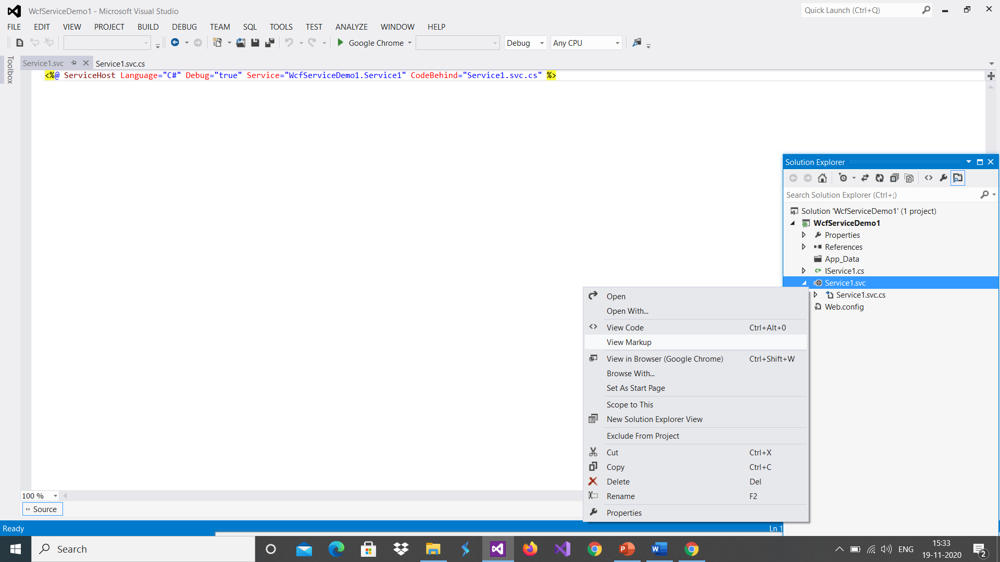 WcfServiceDemo1 - Microsoft Visual Studio
Quick Launch (Ctrl+Q)
FILE EDIT VIEW PROJECT BUILD DEBUG TEAM SQL TOOLS TEST ANALYZE WINDOW HELP
Google Chrome Debug Any CPU
Toolbox
Service1.svc Service1.svc.cs
<%@ ServiceHost Language="C#" Debug="true" Service="WcfServiceDemo1.Service1" CodeBehind="Service1.svc.cs" %>
Solution Explorer
Search Solution Explorer (Ctrl+;)
Solution 'WcfServiceDemo1' (1 project)
WcfServiceDemo1
Properties
References
App_Data
IService1.cs
Service1.svc
Service1.svc.cs
Web.config
Open
Open With...
View Code Ctrl+Alt+0
View Markup
View in Browser (Google Chrome) Ctrl+Shift+W
Browse With...
Set As Start Page
Scope to This
New Solution Explorer View
Exclude From Project
Cut Ctrl+X
Copy Ctrl+C
Delete Del
Rename F2
Properties
100 %
Source
Ready Ln 1
Search
ENG
15:33
19-11-2020
2